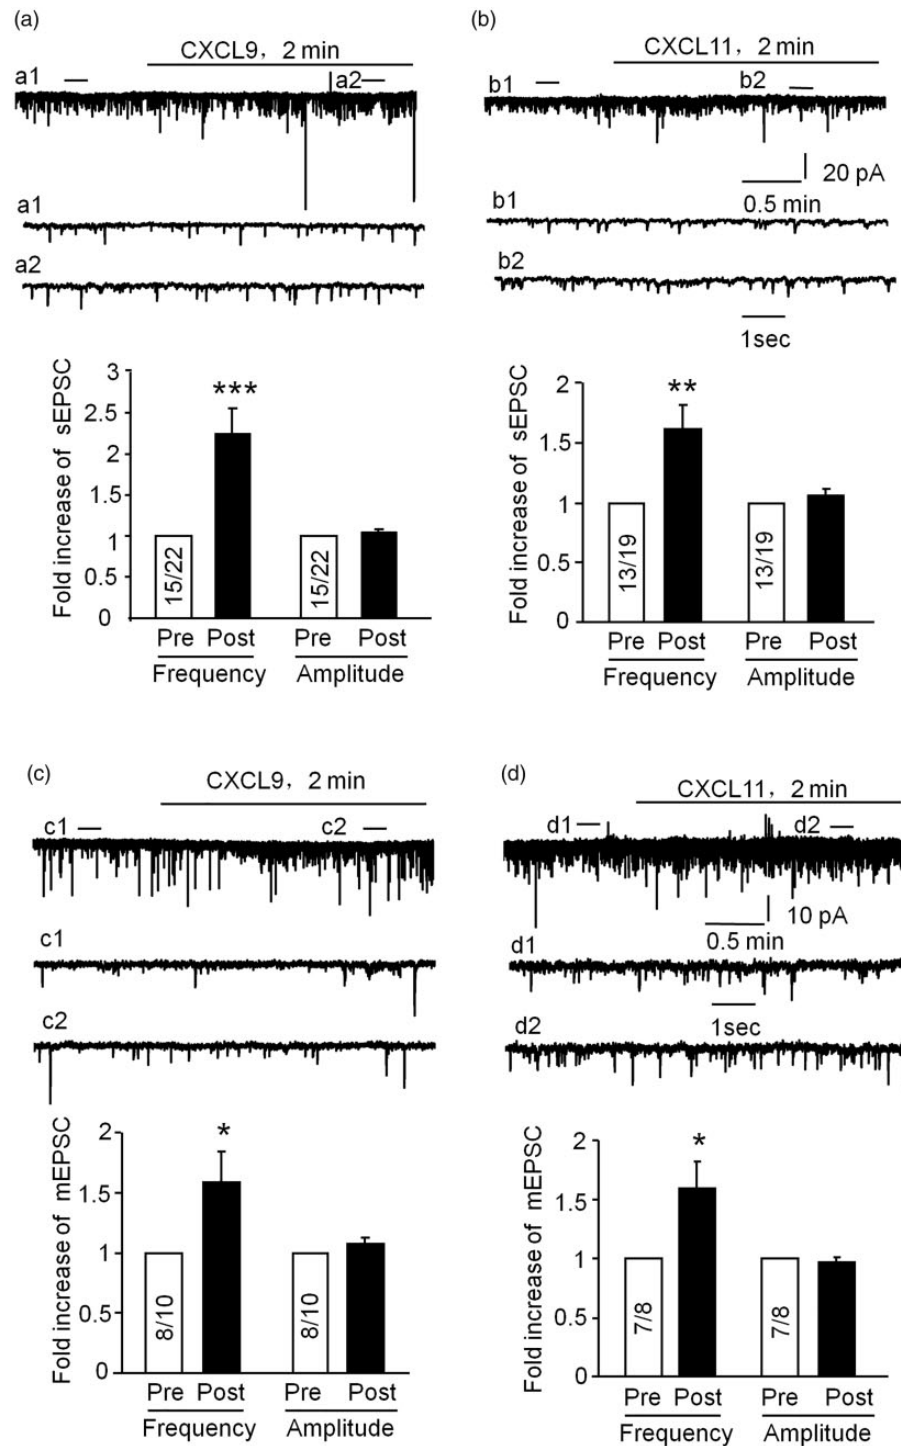 (a)
CXCL9, 2 min
a1
a2
a1
a2
Fold increase of sEPSC
3
2.5
2
1.5
1
0.5
0
***
15/22
15/22
Pre Post Pre Post
Frequency Amplitude
(b)
CXCL11, 2 min
b1
b2
20 pA
0.5 min
b1
b2
1sec
Fold increase of sEPSC
2
1.5
1
0.5
0
**
13/19
13/19
Pre Post Pre Post
Frequency Amplitude
(c)
CXCL9, 2 min
c1
c2
c1
c2
Fold increase of mEPSC
2
1.5
1
0.5
0
*
8/10
8/10
Pre Post Pre Post
Frequency Amplitude
(d)
CXCL11, 2 min
d1
d2
10 pA
0.5 min
d1
1sec
d2
Fold increase of mEPSC
2
1.5
1
0.5
0
*
7/8
7/8
Pre Post Pre Post
Frequency Amplitude